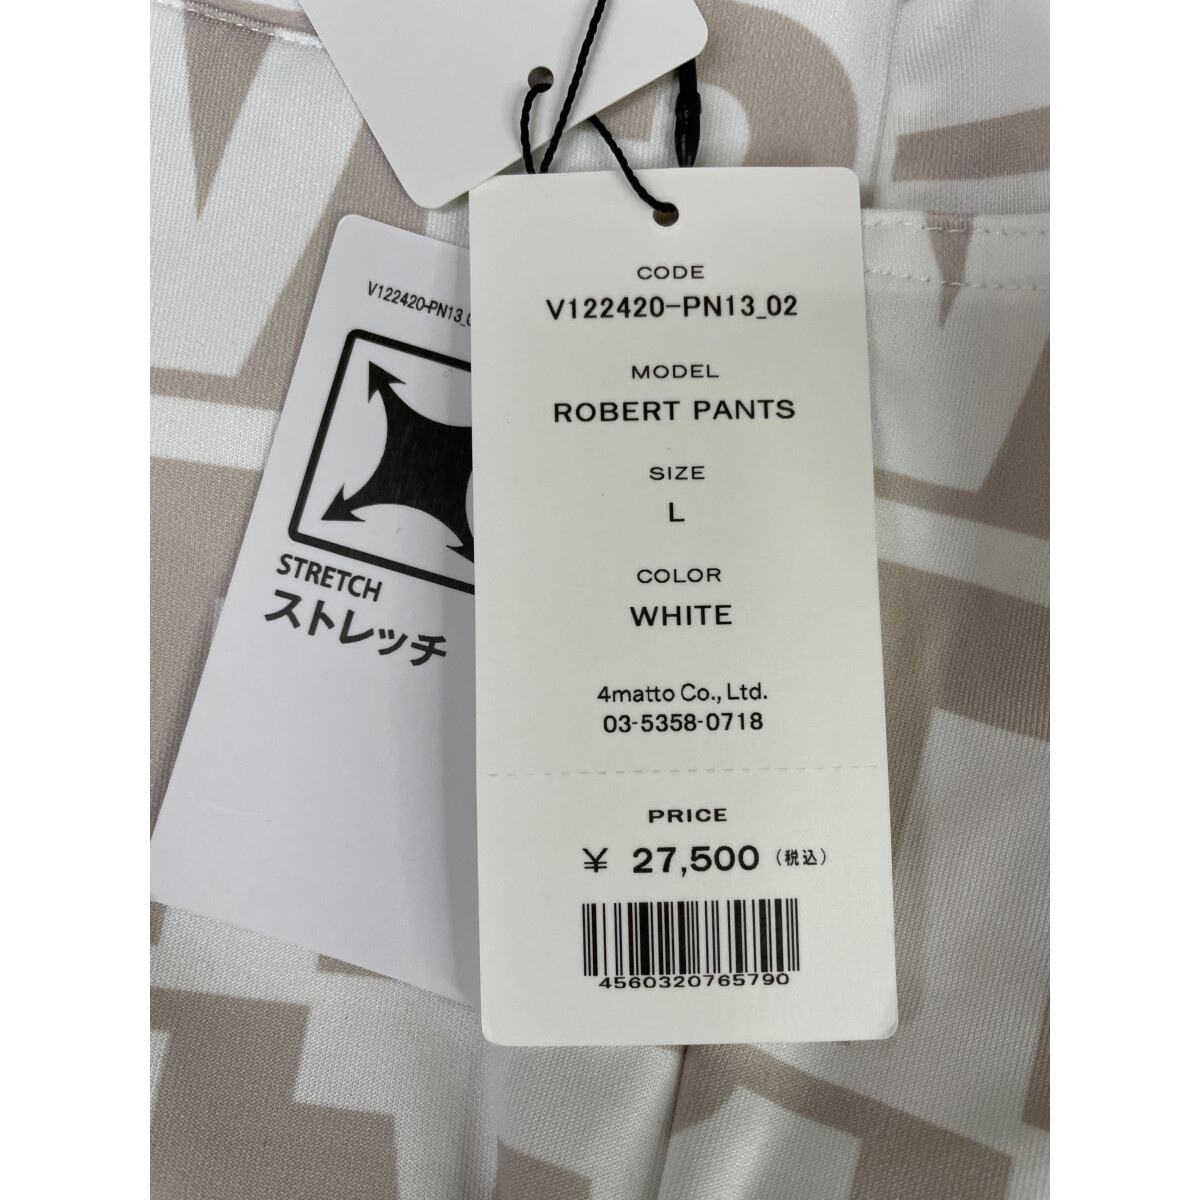 V122420-PN13_0
STRETCH
ストレッチ
CODE
V122420-PN13_02
MODEL
ROBERT PANTS
SIZE
L
COLOR
WHITE
4matto Co., Ltd.
03-5358-0718
PRICE
¥ 27,500 (税込)
4560320765790